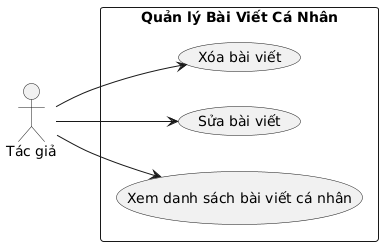 Quản lý Bài Viết Cá Nhân
Xóa bài viết
Sửa bài viết
Tác giả
Xem danh sách bài viết cá nhân